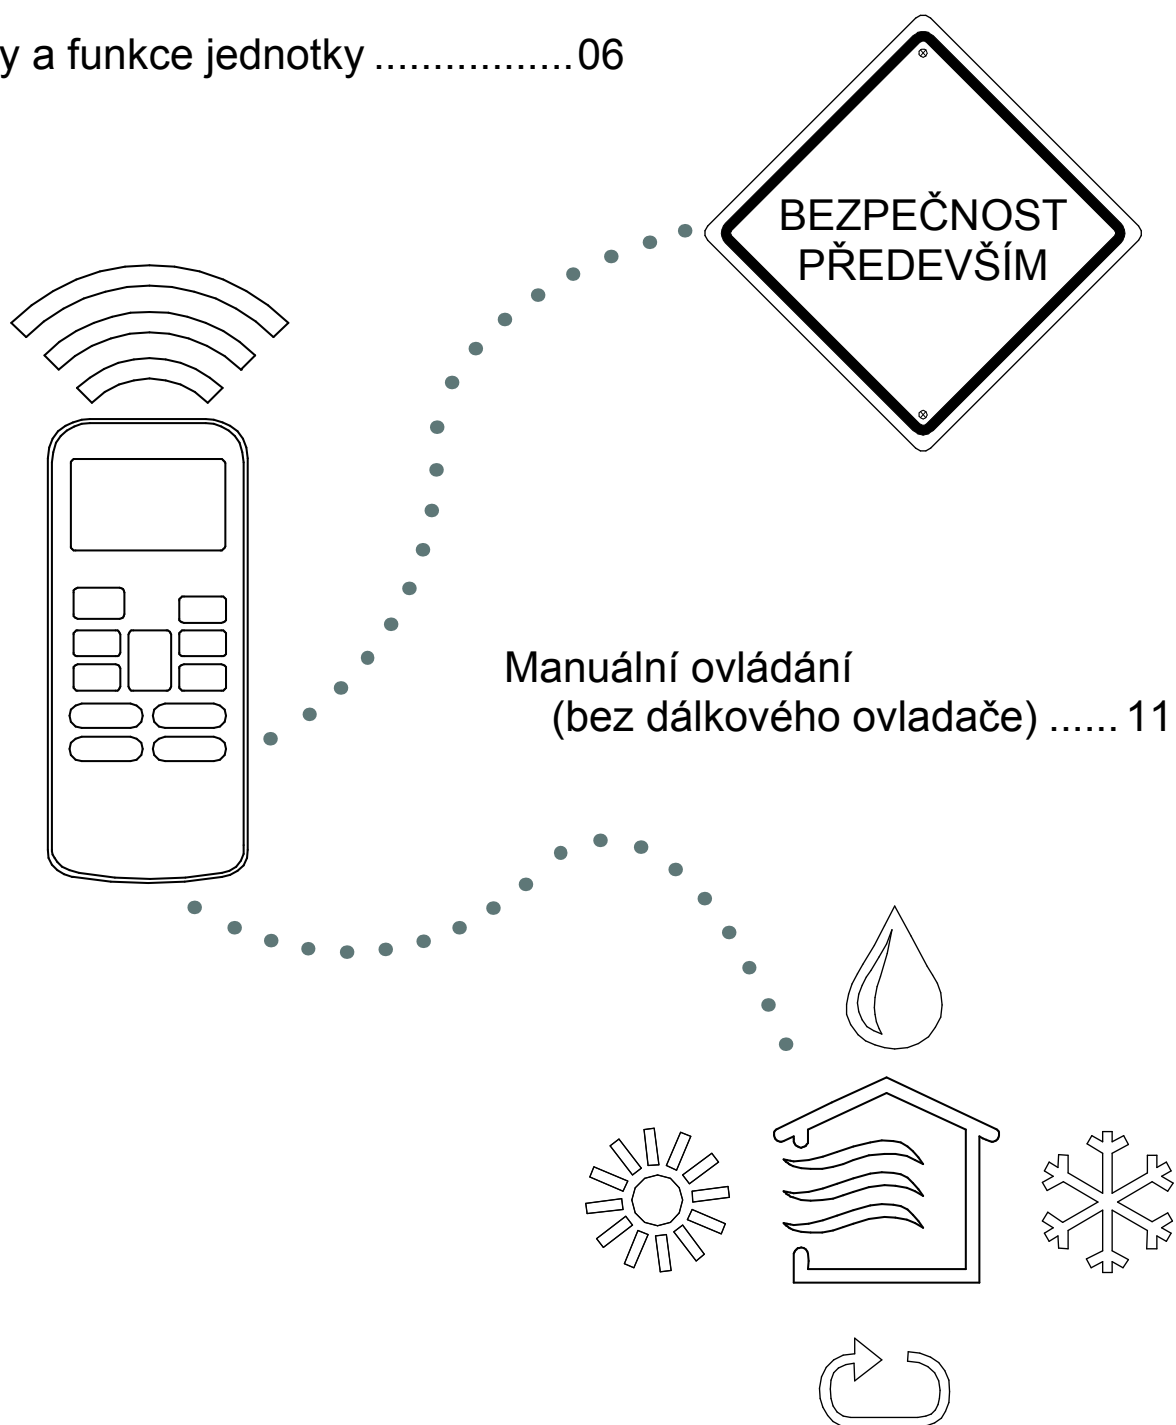 y a funkce jednotky .................06
BEZPEČNOST
PŘEDEVŠÍM
Manuální ovládání
(bez dálkového ovladače) ...... 11